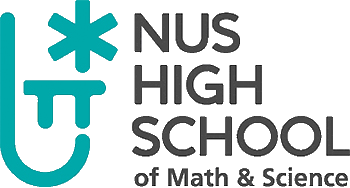 NUS
HIGH
SCHOOL
of Math & Science